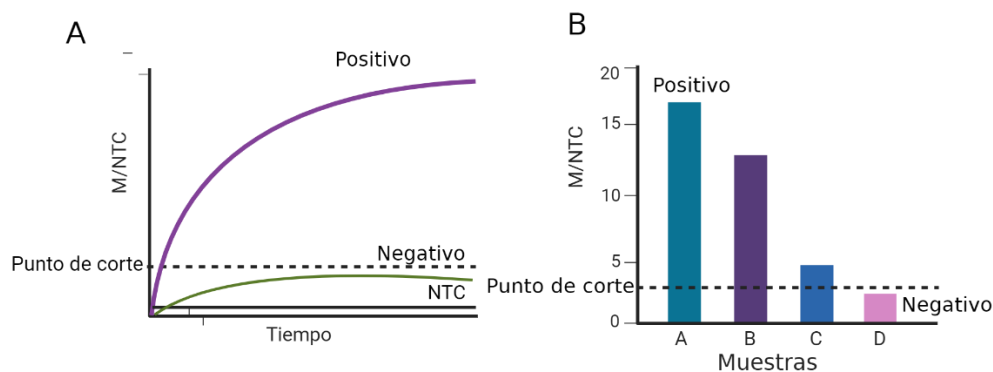 A
Positivo
M/NTC
Punto de corte
Negativo
NTC
Tiempo
B
20
Positivo
15
M/NTC
10
5
Punto de corte
Negativo
0
A B C D
Muestras